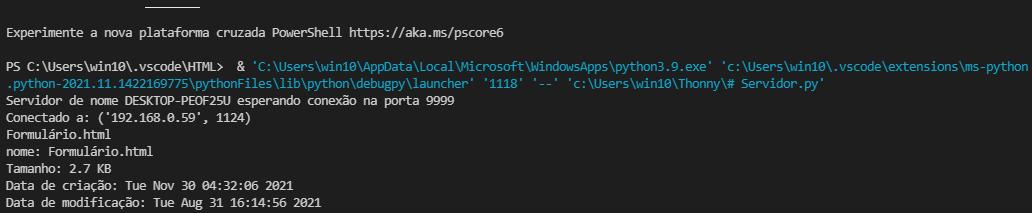 Experimente a nova plataforma cruzada PowerShell https://aka.ms/pscore6
PS C:\Users\win10\.vscode\HTML>  & 'C:\Users\win10\AppData\Local\Microsoft\WindowsApps\python3.9.exe' 'c:\Users\win10\.vscode\extensions\ms-python
.python-2021.11.1422169775\pythonFiles\lib\python\debugpy\launcher' '1118' '--' 'c:\Users\win10\Thonny\# Servidor.py'
Servidor de nome DESKTOP-PEOF25U esperando conexão na porta 9999
Conectado a: ('192.168.0.59', 1124)
Formulário.html
nome: Formulário.html
Tamanho: 2.7 KB
Data de criação: Tue Nov 30 04:32:06 2021
Data de modificação: Tue Aug 31 16:14:56 2021